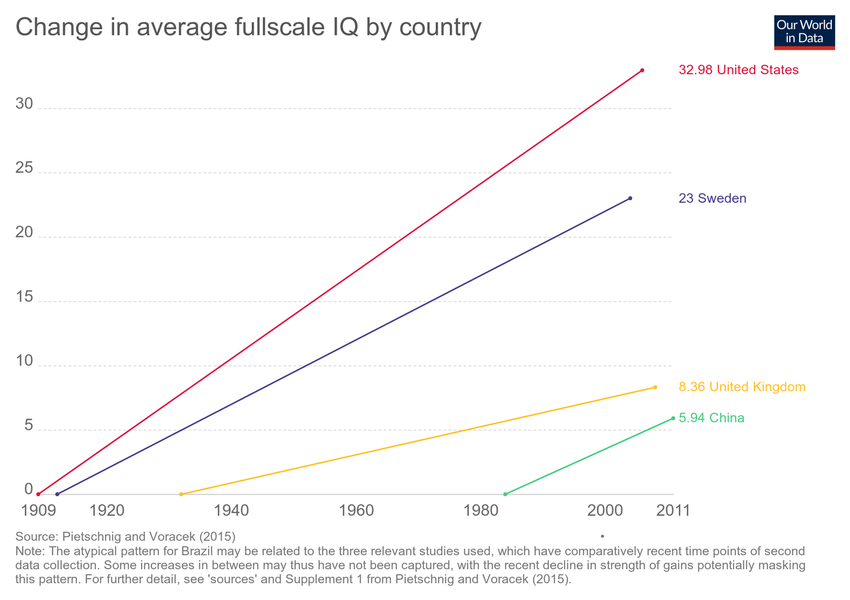 Change in average fullscale IQ by country
Our World
in Data
32.98 United States
30
25
23 Sweden
20
15
10
8.36 United Kingdom
5.94 China
5
0
1909 1920 1940 1960 1980 2000 2011
Source: Pietschnig and Voracek (2015)
Note: The atypical pattern for Brazil may be related to the three relevant studies used, which have comparatively recent time points of second
data collection. Some increases in between may thus have not been captured, with the recent decline in strength of gains potentially masking
this pattern. For further detail, see 'sources' and Supplement 1 from Pietschnig and Voracek (2015).